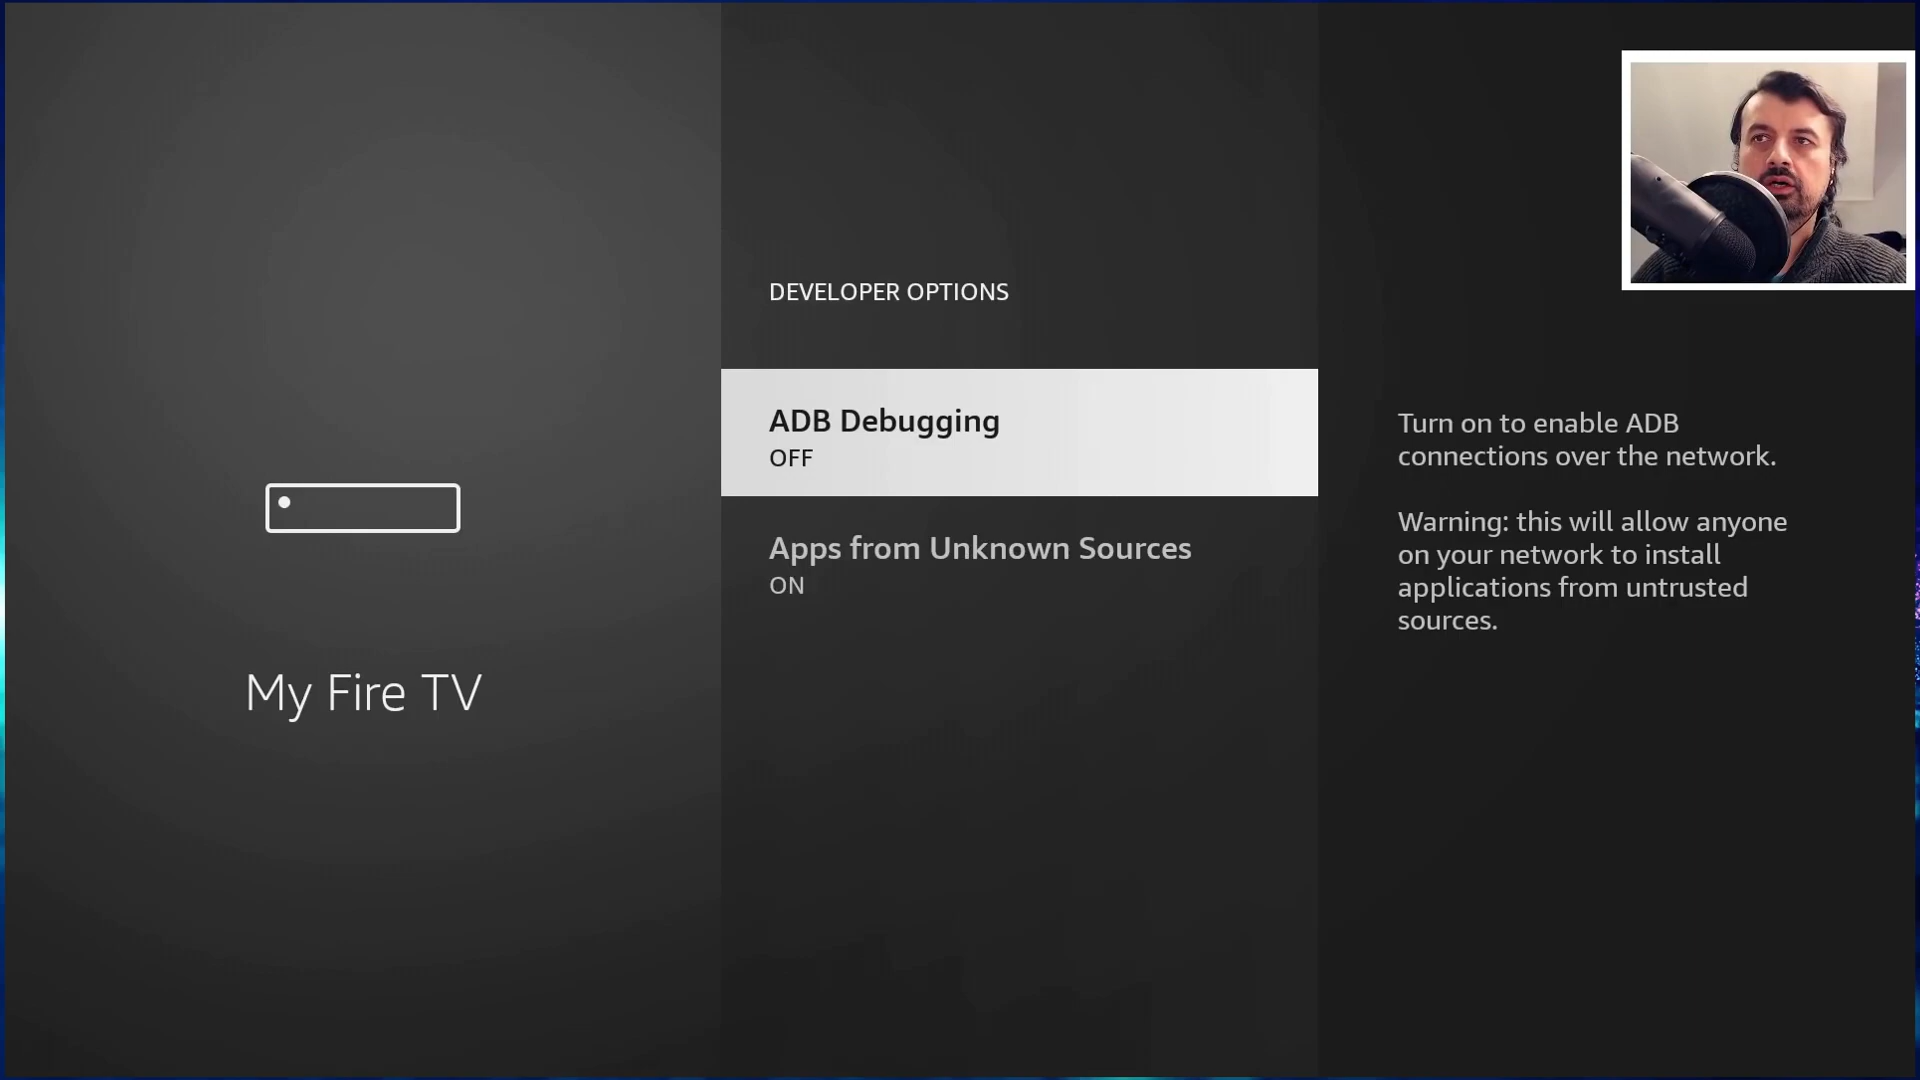 DEVELOPER OPTIONS
ADB Debugging
OFF
Apps from Unknown Sources
ON
My Fire TV
Turn on to enable ADB
connections over the network.
Warning: this will allow anyone
on your network to install
applications from untrusted
sources.